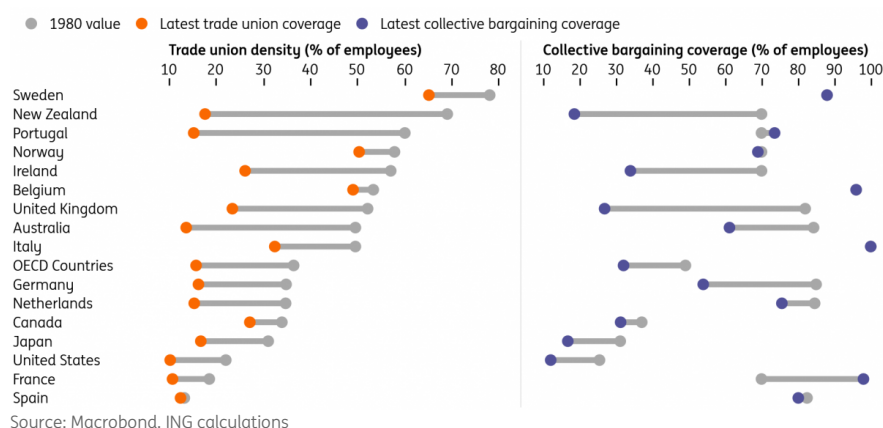 1980 value Latest trade union coverage Latest collective bargaining coverage
Trade union density (% of employees) Collective bargaining coverage (% of employees)
10 20 30 40 50 60 70 80 10 20 30 40 50 60 70 80 90 100
Sweden
New Zealand
Portugal
Norway
Ireland
Belgium
United Kingdom
Australia
Italy
OECD Countries
Germany
Netherlands
Canada
Japan
United States
France
Spain
Source: Macrobond, ING calculations